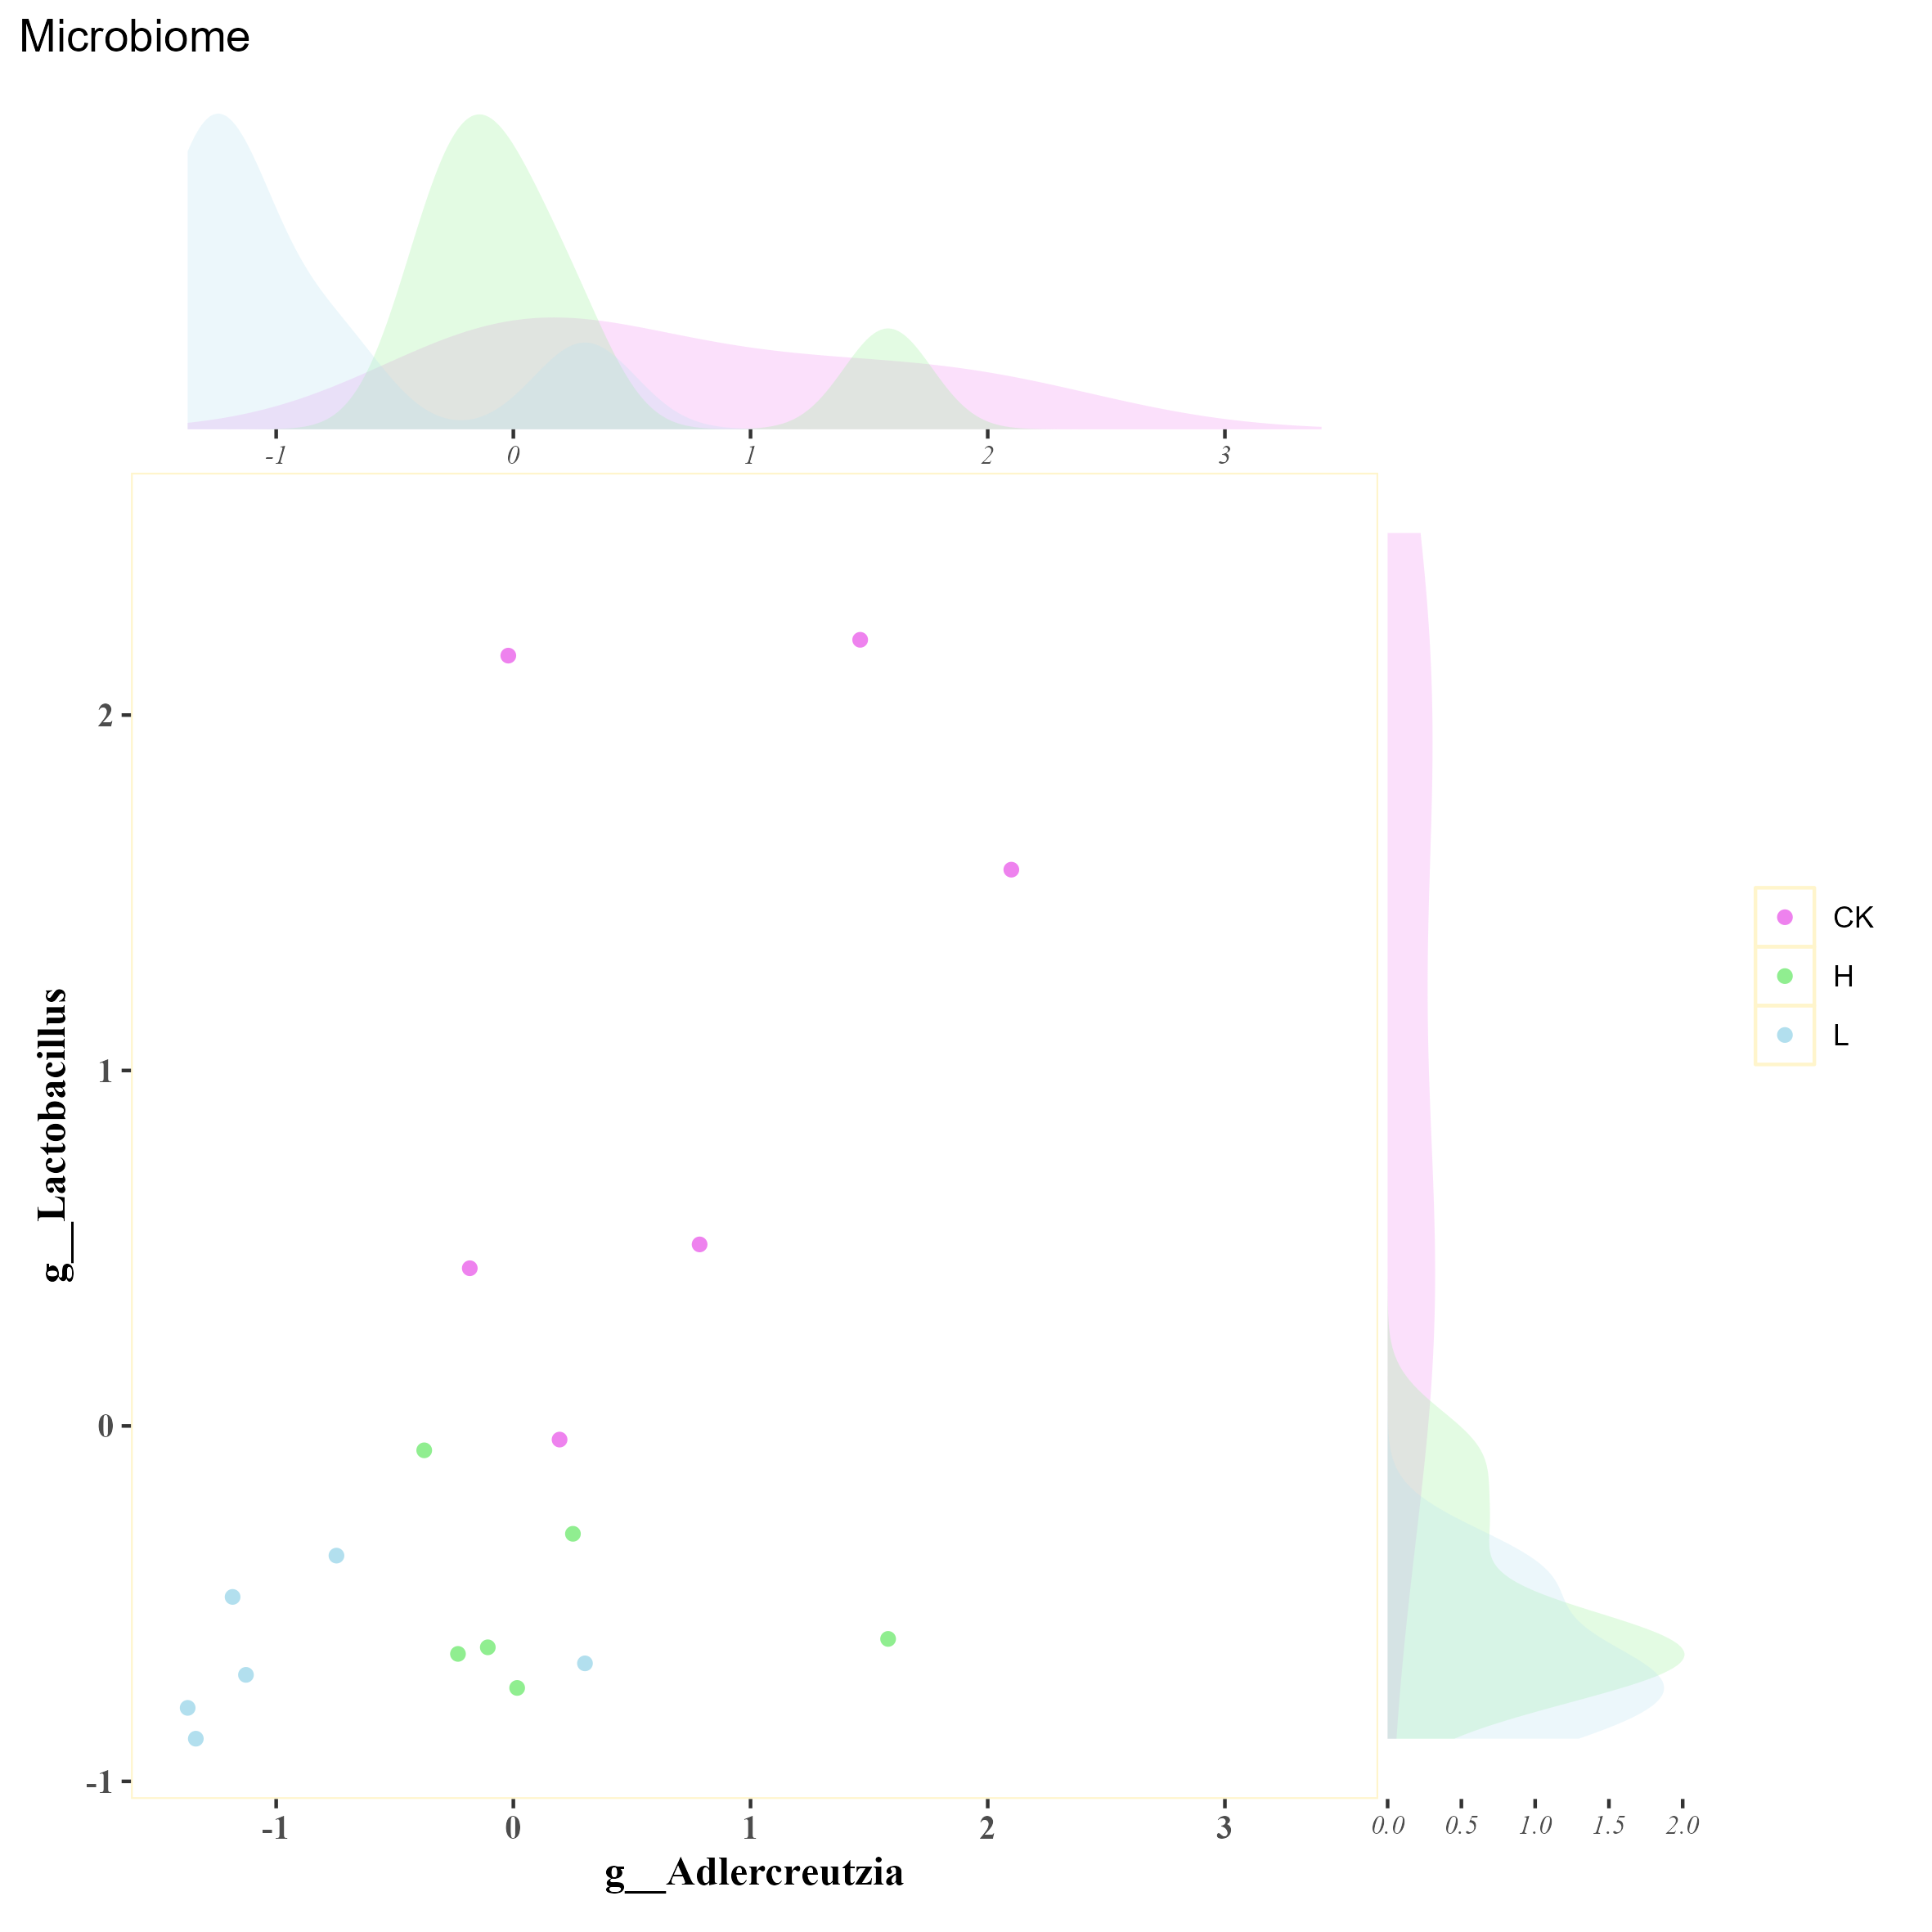 Microbiome
-1 0 1 2 3
2
1
0
-1
g__Lactobacillus
CK
H
L
-1 0 1 2 3
0.0 0.5 1.0 1.5 2.0
g__Adlercreutzia